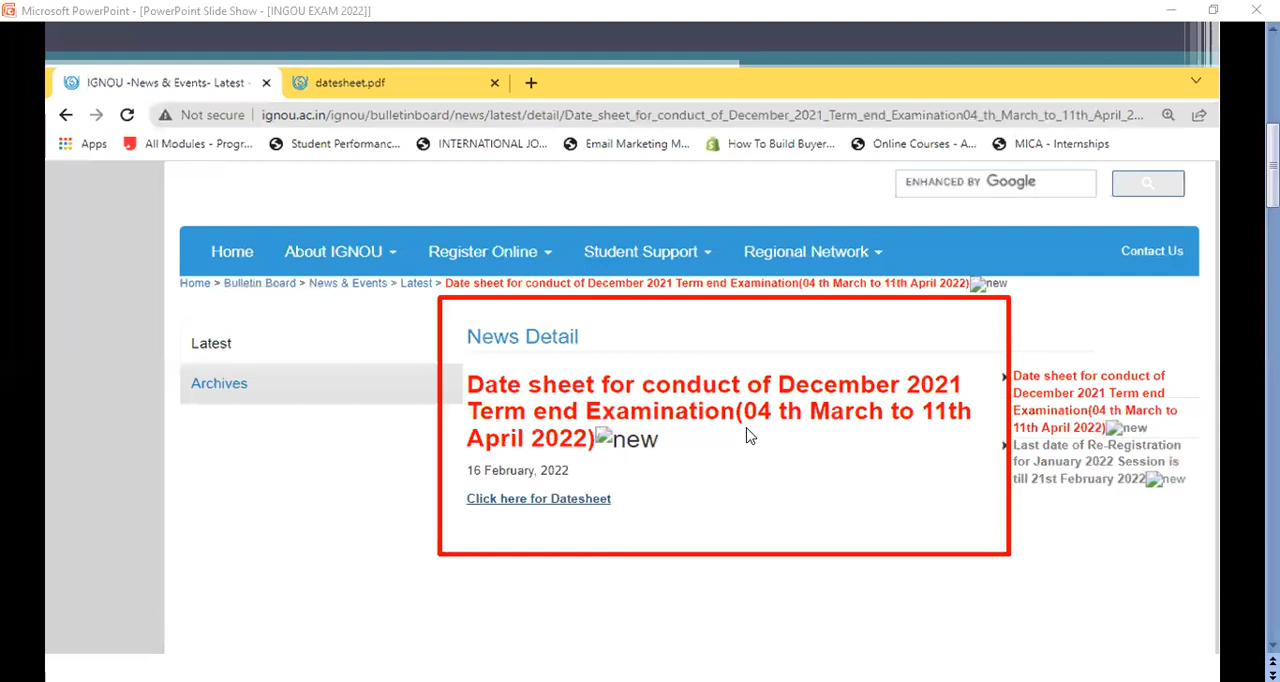 Microsoft PowerPoint - [PowerPoint Slide Show - [INGOU EXAM 2022]]
IGNOU -News & Events- Latest -
datesheet.pdf
Not secure ignou.ac.in/ignou/bulletinboard/news/latest/detail/Date_sheet_for_conduct_of_December_2021_Term_end_Examination04_th_March_to_11th_April_2...
Apps All Modules - Progr... Student Performanc... INTERNATIONAL JO... Email Marketing M... How To Build Buyer... Online Courses - A... MICA - Internships
ENHANCED BY Google
Home About IGNOU Register Online Student Support Regional Network Contact Us
Home > Bulletin Board > News & Events > Latest > Date sheet for conduct of December 2021 Term end Examination(04 th March to 11th April 2022) new
Latest
Archives
News Detail
Date sheet for conduct of December 2021
Term end Examination(04 th March to 11th
April 2022) new
16 February, 2022
Click here for Datesheet
Date sheet for conduct of
December 2021 Term end
Examination(04 th March to
11th April 2022) new
Last date of Re-Registration
for January 2022 Session is
till 21st February 2022 new